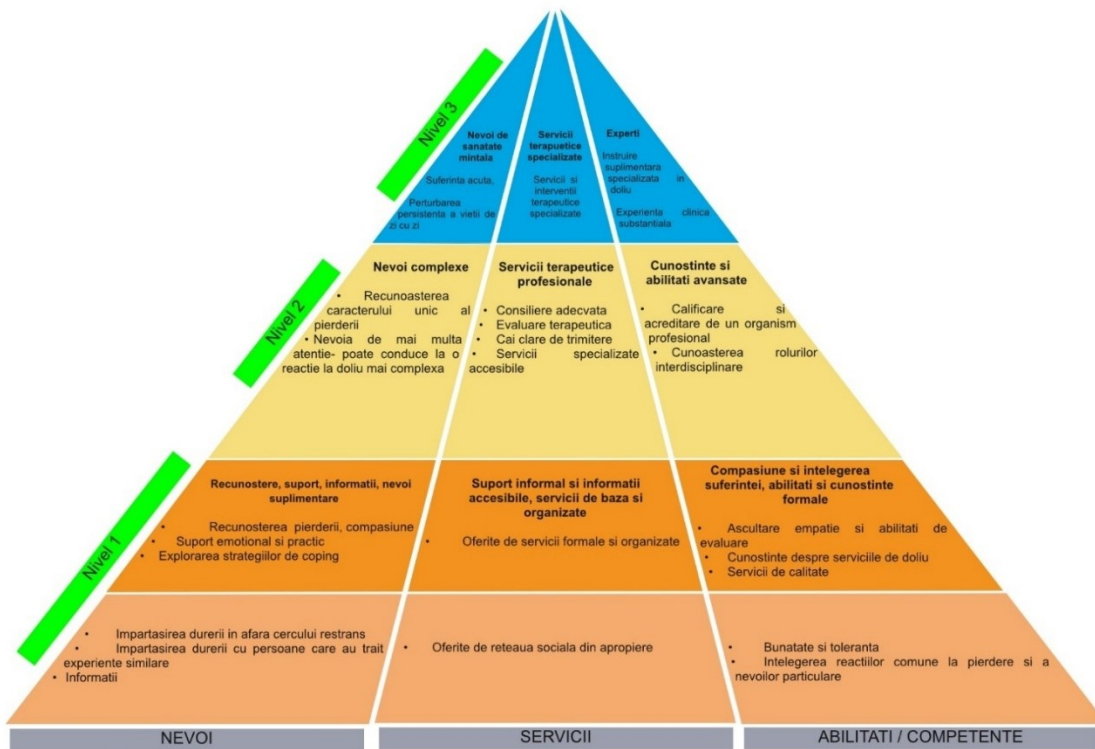 Nivel 3
Nevoi de
sanatate
mintala
Suferinta acuta,
Perturbarea
persistenta a vietii de
zi cu zi
Servicii
terapuetice
specializate
Servicii si
interventii
terapeutice
specializate
Experti
Instruire
suplimentara
specializata in
doliu
Experienta clinica
substantiala
Nivel 2
Nevoi complexe
• Recunoasterea
caracterului unic al
pierderii
• Nevoia de mai multa
atentie- poate conduce la o
reactie la doliu mai complexa
Servicii terapeutice
profesionale
• Consiliere adecvata
• Evaluare terapeutica
• Cai clare de trimitere
• Servicii specializate
accesibile
Cunostinte si
abilitati avansate
• Calificare si
acreditare de un organism
profesional
• Cunoasterea rolurilor
interdisciplinare
Nivel 1
Recunostere, suport, informatii, nevoi
suplimentare
• Recunosterea pierderii, compasiune
• Suport emotional si practic
• Explorarea strategiilor de coping
Suport informal si informatii
accesibile, servicii de baza si
organizate
• Oferite de servicii formale si organizate
Compasiune si intelegerea
suferintei, abilitati si cunostinte
formale
• Ascultare empatie si abilitati de
evaluare
• Cunostinte despre serviciile de doliu
• Servicii de calitate
• Impartasirea durerii in afara cercului restrans
• Impartasirea durerii cu persoane care au trait
experiente similare
• Informatii
• Oferite de reteaua sociala din apropiere
• Bunatate si toleranta
• Intelegerea reactiilor comune la pierdere si a
nevoilor particulare
NEVOI
SERVICII
ABILITATI / COMPETENTE